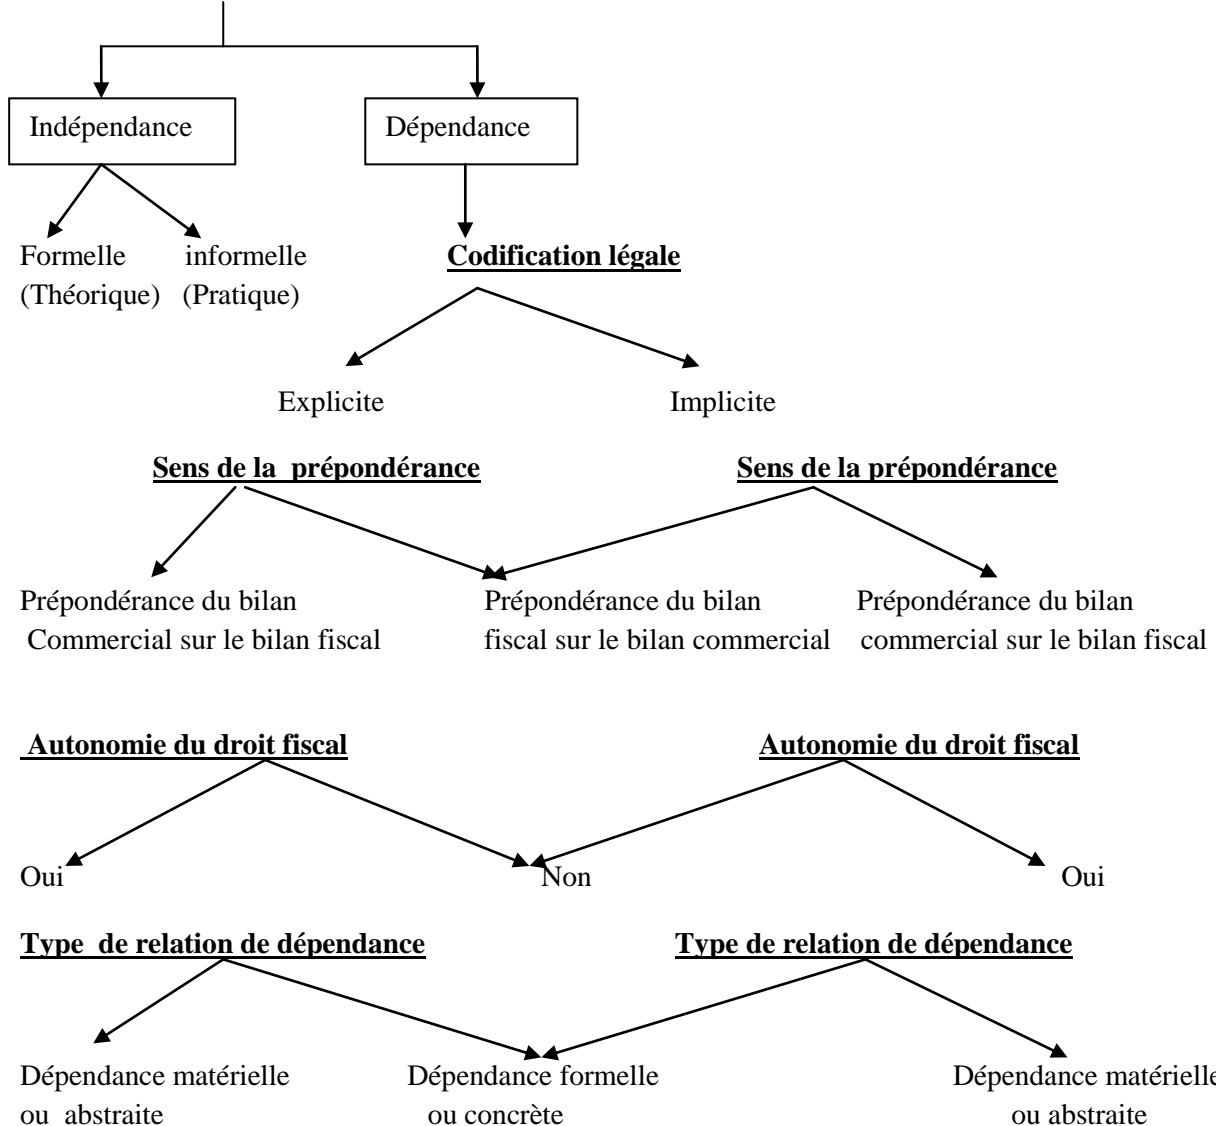 Indépendance Dépendance
Formelle informelle Codification légale
(Théorique) (Pratique)
Explicite Implicite
Sens de la prépondérance Sens de la prépondérance
Prépondérance du bilan Prépondérance du bilan Prépondérance du bilan
Commercial sur le bilan fiscal fiscal sur le bilan commercial commercial sur le bilan fiscal
Autonomie du droit fiscal Autonomie du droit fiscal
Oui Non Oui
Type de relation de dépendance Type de relation de dépendance
Dépendance matérielle Dépendance formelle Dépendance matérielle
ou abstraite ou concrète ou abstraite